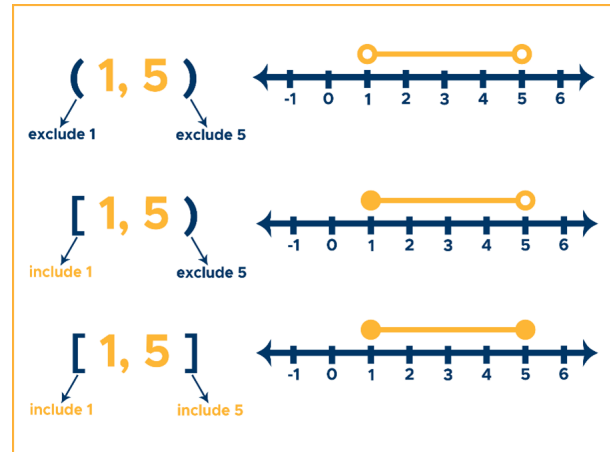 ( 1, 5 )
exclude 1
exclude 5
-1 0 1 2 3 4 5 6
[ 1, 5 )
include 1
exclude 5
-1 0 1 2 3 4 5 6
[ 1, 5 ]
include 1
include 5
-1 0 1 2 3 4 5 6